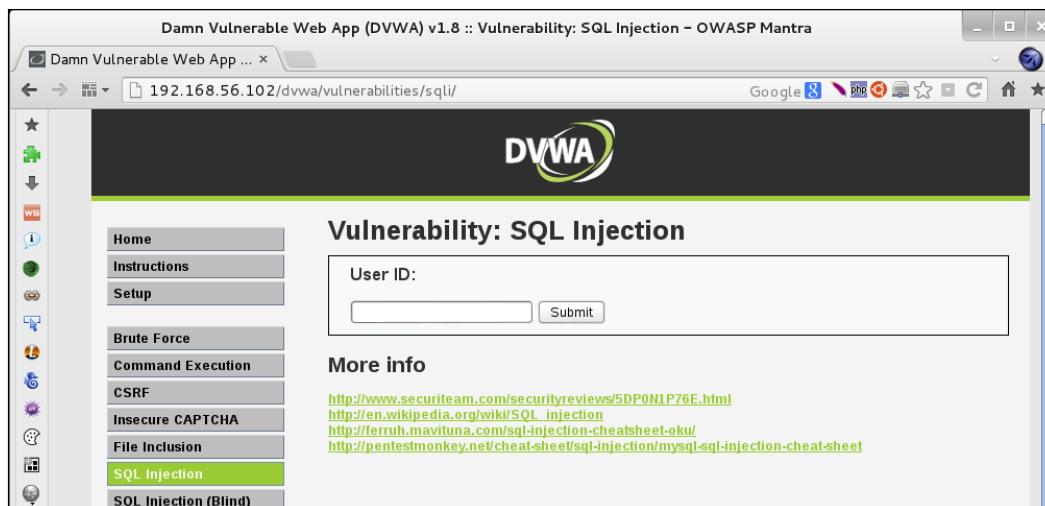 Damn Vulnerable Web App (DVWA) v1.8 :: Vulnerability: SQL Injection – OWASP Mantra
Damn Vulnerable Web App ... ×
192.168.56.102/dvwa/vulnerabilities/sqli/
Google 8 php
DVWA
WS
Home
Instructions
Setup
Brute Force
Command Execution
CSRF
Insecure CAPTCHA
File Inclusion
SQL Injection
SQL Injection (Blind)
Vulnerability: SQL Injection
User ID:
Submit
More info
http://www.securiteam.com/securityreviews/5DP0N1P76E.html
http://en.wikipedia.org/wiki/SQL_injection
http://ferruh.mavituna.com/sql-injection-cheatsheet-oku/
http://pentestmonkey.net/cheat-sheet/sql-injection/mysql-sql-injection-cheat-sheet